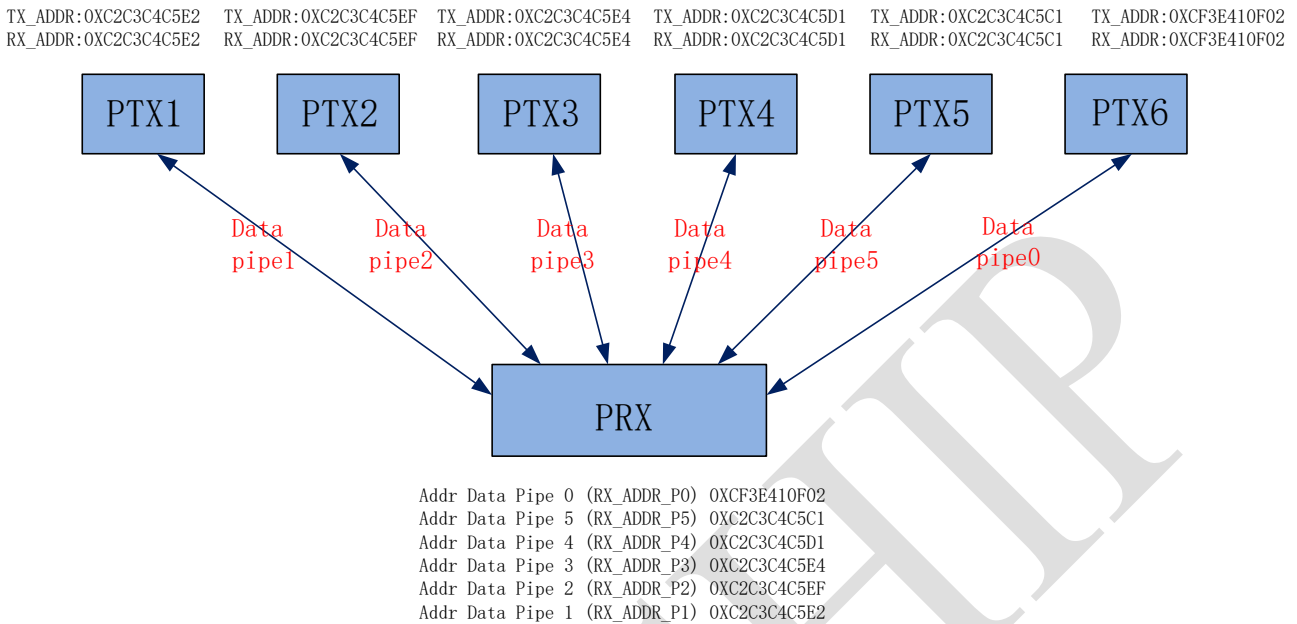 TX_ADDR:0XC2C3C4C5E2 TX_ADDR:0XC2C3C4C5EF TX_ADDR:0XC2C3C4C5E4 TX_ADDR:0XC2C3C4C5D1 TX_ADDR:0XC2C3C4C5C1 TX_ADDR:0XCF3E410F02
RX_ADDR:0XC2C3C4C5E2 RX_ADDR:0XC2C3C4C5EF RX_ADDR:0XC2C3C4C5E4 RX_ADDR:0XC2C3C4C5D1 RX_ADDR:0XC2C3C4C5C1 RX_ADDR:0XCF3E410F02
PTX1 PTX2 PTX3 PTX4 PTX5 PTX6
Data Data Data Data Data Data
pipe1 pipe2 pipe3 pipe4 pipe5 pipe0
PRX
Addr Data Pipe 0 (RX_ADDR_P0) 0XCF3E410F02
Addr Data Pipe 5 (RX_ADDR_P5) 0XC2C3C4C5C1
Addr Data Pipe 4 (RX_ADDR_P4) 0XC2C3C4C5D1
Addr Data Pipe 3 (RX_ADDR_P3) 0XC2C3C4C5E4
Addr Data Pipe 2 (RX_ADDR_P2) 0XC2C3C4C5EF
Addr Data Pipe 1 (RX_ADDR_P1) 0XC2C3C4C5E2